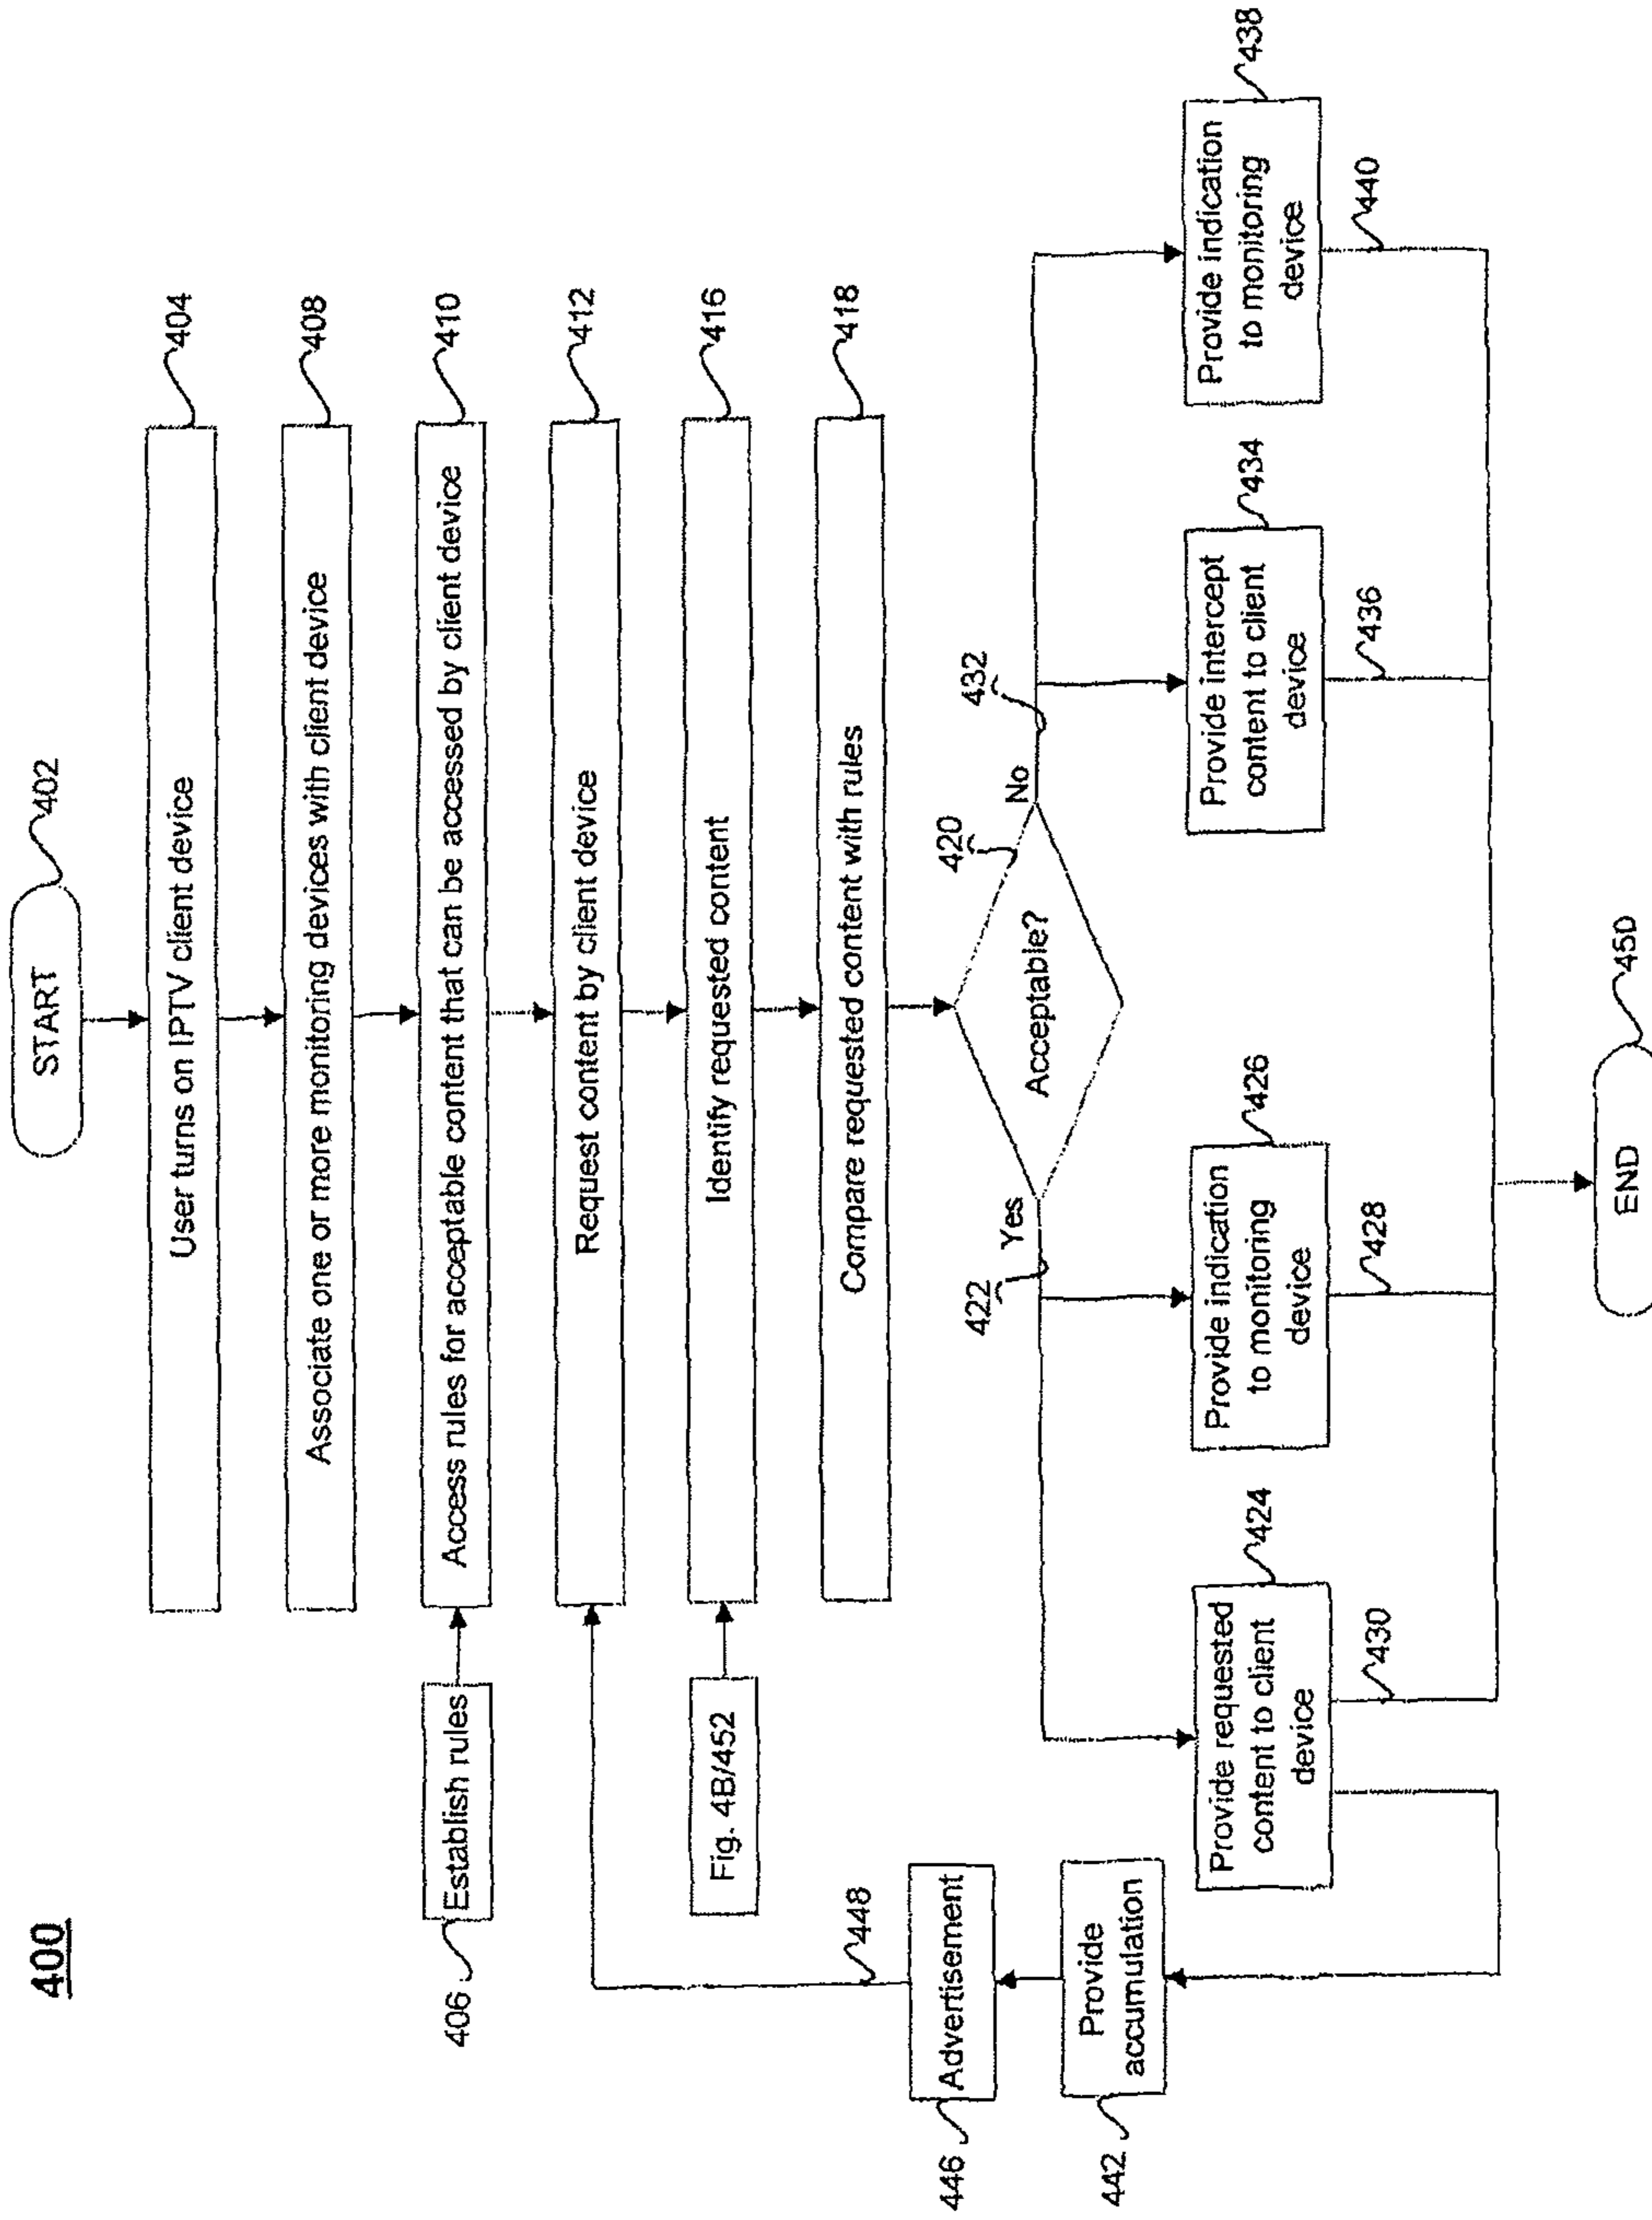 400
START
402
User turns on IPTV client device
404
Associate one or more monitoring devices with client device
408
406
Establish rules
Access rules for acceptable content that can be accessed by client device
410
Request content by client device
412
Fig. 4B/452
Identify requested content
416
Compare requested content with rules
418
420
Acceptable?
422
Yes
No
432
448
446
Advertisement
442
Provide
accumulation
Provide requested
content to client
device
424
Provide indication
to monitoring
device
426
Provide intercept
content to client
device
434
Provide indication
to monitoring
device
438
430
428
436
440
END
450